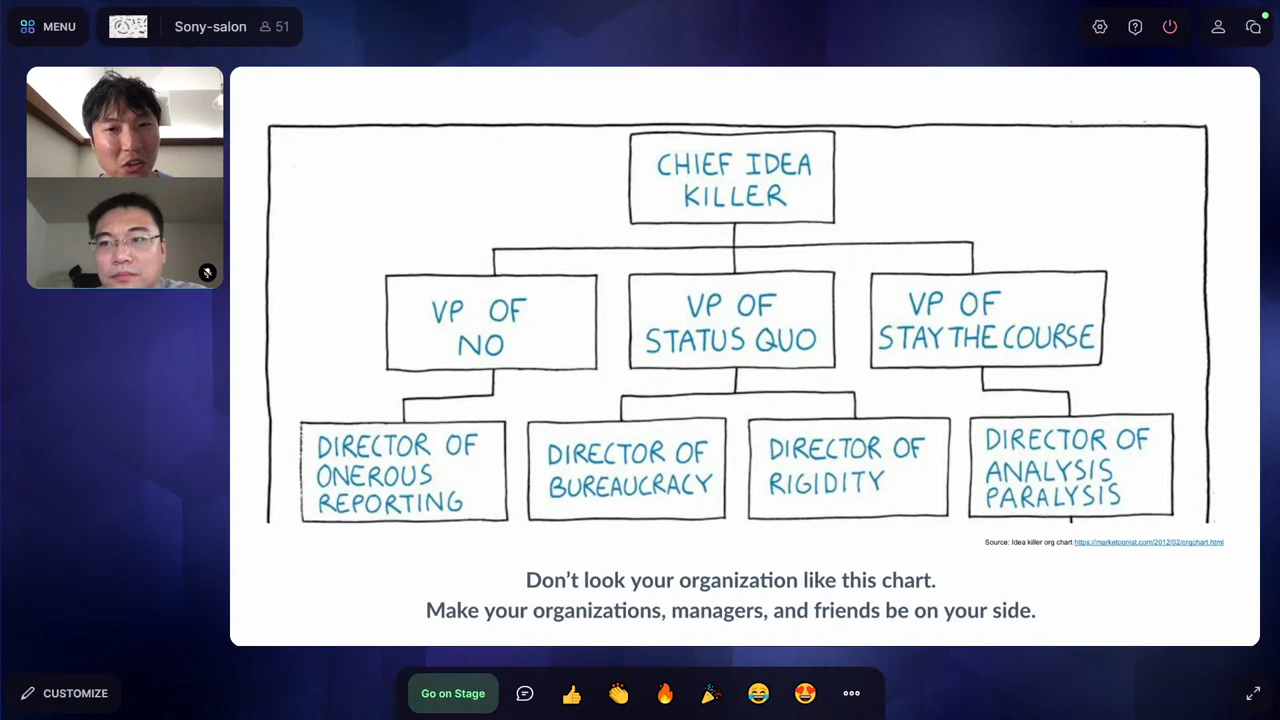 MENU
Sony-salon
51
CHIEF IDEA
KILLER
VP OF
NO
VP OF
STATUS QUO
VP OF
STAY THE COURSE
DIRECTOR OF
ONEROUS
REPORTING
DIRECTOR OF
BUREAUCRACY
DIRECTOR OF
RIGIDITY
DIRECTOR OF
ANALYSIS
PARALYSIS
Source: Idea killer org chart https://marketoonist.com/2012/02/orgchart.html
Don't look your organization like this chart.
Make your organizations, managers, and friends be on your side.
CUSTOMIZE
Go on Stage